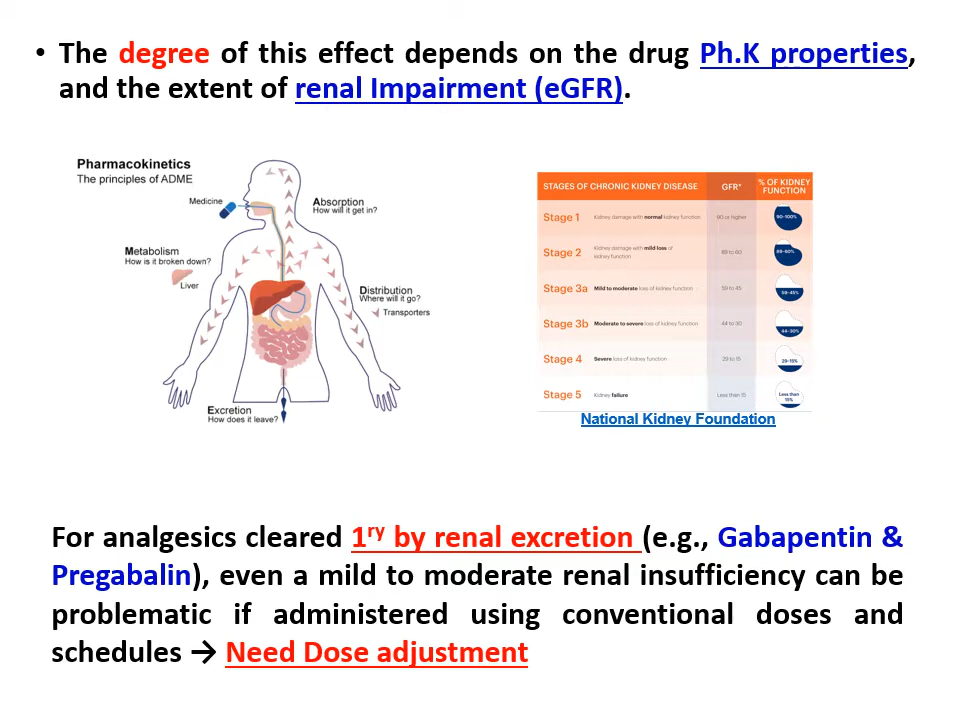 • The degree of this effect depends on the drug Ph.K properties,
and the extent of renal Impairment (eGFR).
Pharmacokinetics
The principles of ADME
Medicine
Absorption
How will it get in?
Metabolism
How is it broken down?
Liver
Distribution
Where will it go?
Transporters
Excretion
How does it leave?
STAGES OF CHRONIC KIDNEY DISEASE GFR* % OF KIDNEY FUNCTION
Stage 1 Kidney damage with normal kidney function 90 or higher 90-100%
Stage 2 Kidney damage with mild loss of kidney function 89 to 60 89-60%
Stage 3a Mild to moderate loss of kidney function 59 to 45 59-45%
Stage 3b Moderate to severe loss of kidney function 44 to 30 44-30%
Stage 4 Severe loss of kidney function 29 to 15 29-15%
Stage 5 Kidney failure Less than 15 Less than 15%
National Kidney Foundation
For analgesics cleared 1ry by renal excretion (e.g., Gabapentin &
Pregabalin), even a mild to moderate renal insufficiency can be
problematic if administered using conventional doses and
schedules → Need Dose adjustment